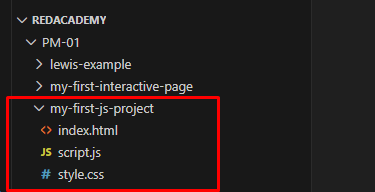 REDACADEMY
PM-01
lewis-example
my-first-interactive-page
my-first-js-project
<> index.html
JS script.js
# style.css